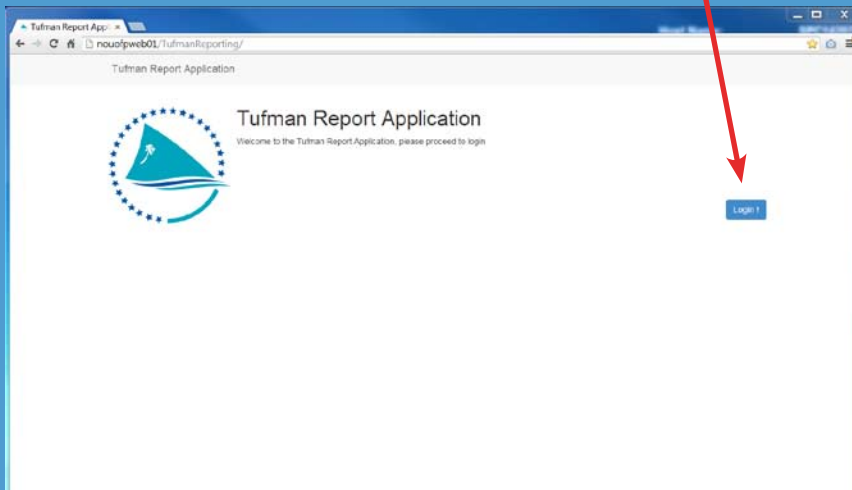 Tufman Report Appl
nouofpweb01/TufmanReporting/
Tufman Report Application
Tufman Report Application
Welcome to the Tufman Report Application, please proceed to login
Login !